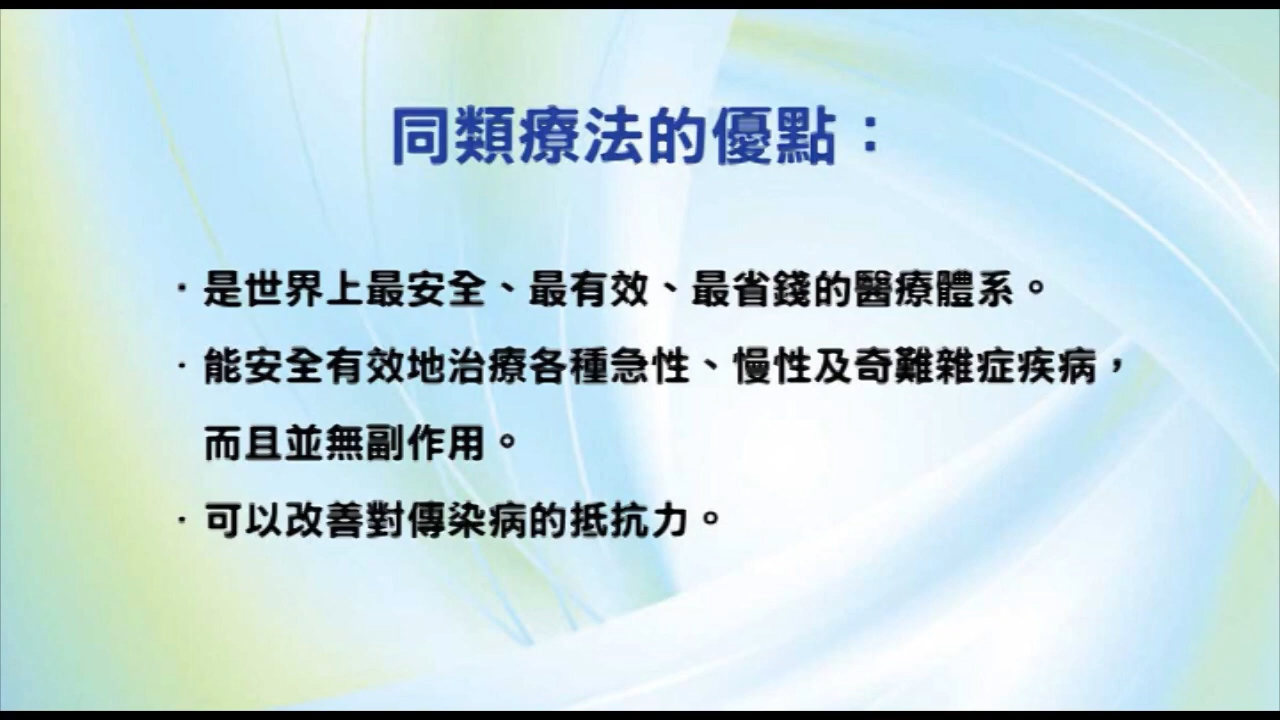 同類療法的優點：
·是世界上最安全、最有效、最省錢的醫療體系。
·能安全有效地治療各種急性、慢性及奇難雜症疾病，
而且並無副作用。
·可以改善對傳染病的抵抗力。